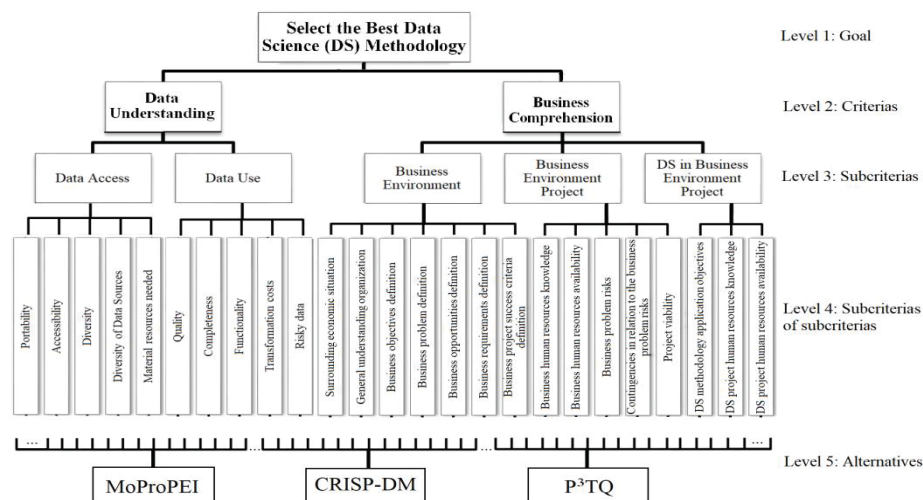 Select the Best Data
Science (DS) Methodology
Level 1: Goal
Data
Understanding
Business
Comprehension
Level 2: Criterias
Data Access
Data Use
Business
Environment
Business
Environment
Project
DS in Business
Environment
Project
Level 3: Subcriterias
Portability
Accessibility
Diversity
Diversity of Data Sources
Material resources needed
Quality
Completeness
Functionality
Transformation costs
Risky data
Surrounding economic situation
General understanding organization
Business objectives definition
Business problem definition
Business opportunities definition
Business requirements definition
Business project success criteria
definition
Business human resources knowledge
Business human resources availability
Business problem risks
Contingencies in relation to the business
problem risks
Project viability
DS methodology application objectives
DS project human resources knowledge
DS project human resources availability
Level 4: Subcriterias
of subcriterias
... ... ... ...
Level 5: Alternatives
MoProPEI
CRISP-DM
P³TQ